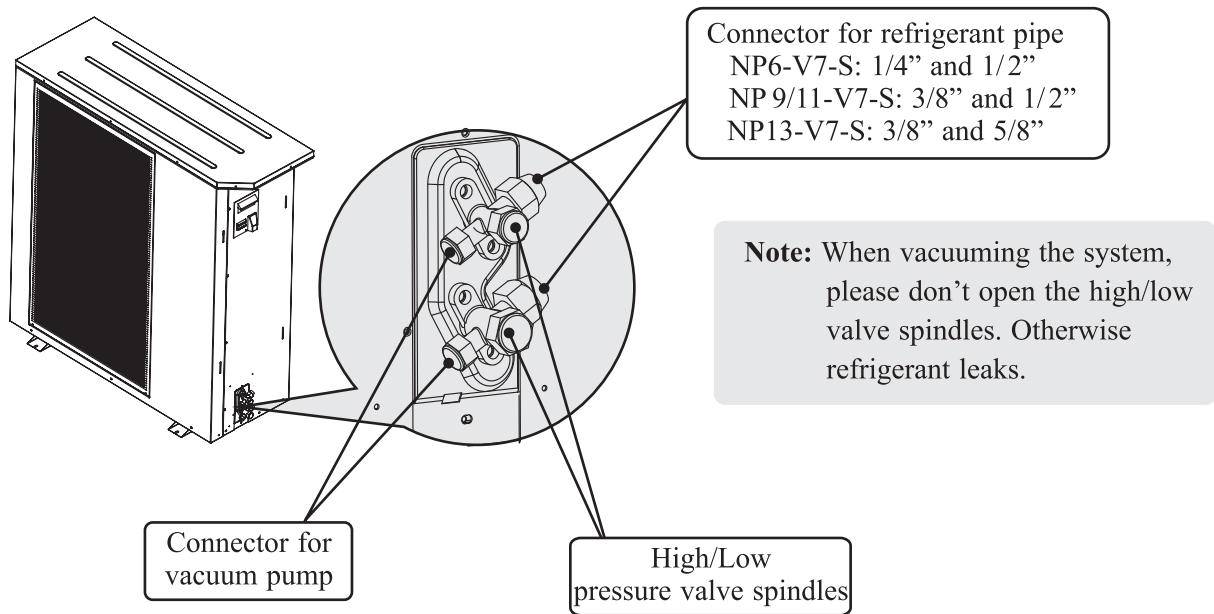 Connector for refrigerant pipe
NP6-V7-S: 1/4” and 1/2”
NP 9/11-V7-S: 3/8” and 1/2”
NP13-V7-S: 3/8” and 5/8”
Note: When vacuuming the system,
please don’t open the high/low
valve spindles. Otherwise
refrigerant leaks.
Connector for
vacuum pump
High/Low
pressure valve spindles